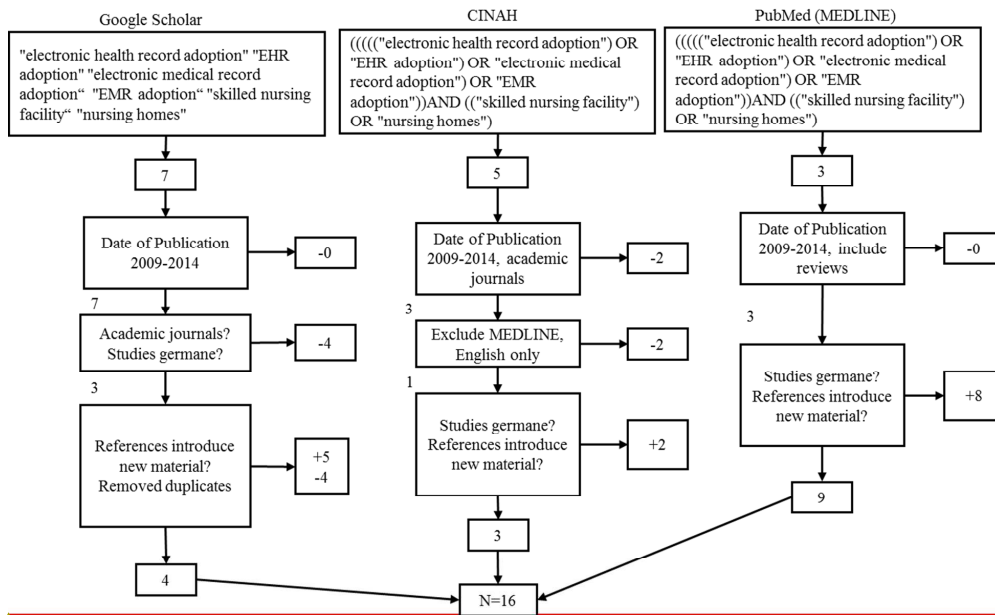 Google Scholar
"electronic health record adoption" "EHR
adoption" "electronic medical record
adoption“ "EMR adoption“ "skilled nursing
facility“ "nursing homes"
7
Date of Publication
2009-2014
-0
7
Academic journals?
Studies germane?
-4
3
References introduce
new material?
Removed duplicates
+5
-4
4
CINAH
((((("electronic health record adoption") OR
"EHR adoption") OR "electronic medical
record adoption") OR "EMR
adoption"))AND (("skilled nursing facility")
OR "nursing homes")
5
Date of Publication
2009-2014, academic
journals
-2
3
Exclude MEDLINE,
English only
-2
1
Studies germane?
References introduce
new material?
+2
3
PubMed (MEDLINE)
((((("electronic health record adoption") OR
"EHR adoption") OR "electronic medical
record adoption") OR "EMR
adoption"))AND (("skilled nursing facility")
OR "nursing homes")
3
Date of Publication
2009-2014, include
reviews
-0
3
Studies germane?
References introduce
new material?
+8
9
N=16